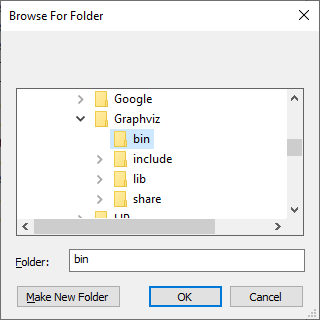 Browse For Folder
Google
Graphviz
bin
include
lib
share
Folder:
bin
Make New Folder
OK
Cancel